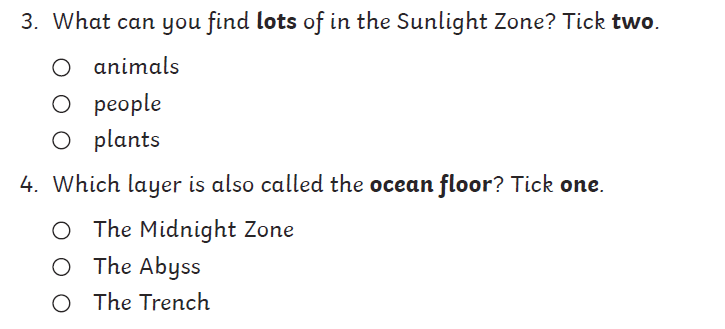 3. What can you find lots of in the Sunlight Zone? Tick two.
animals
people
plants
4. Which layer is also called the ocean floor? Tick one.
The Midnight Zone
The Abyss
The Trench